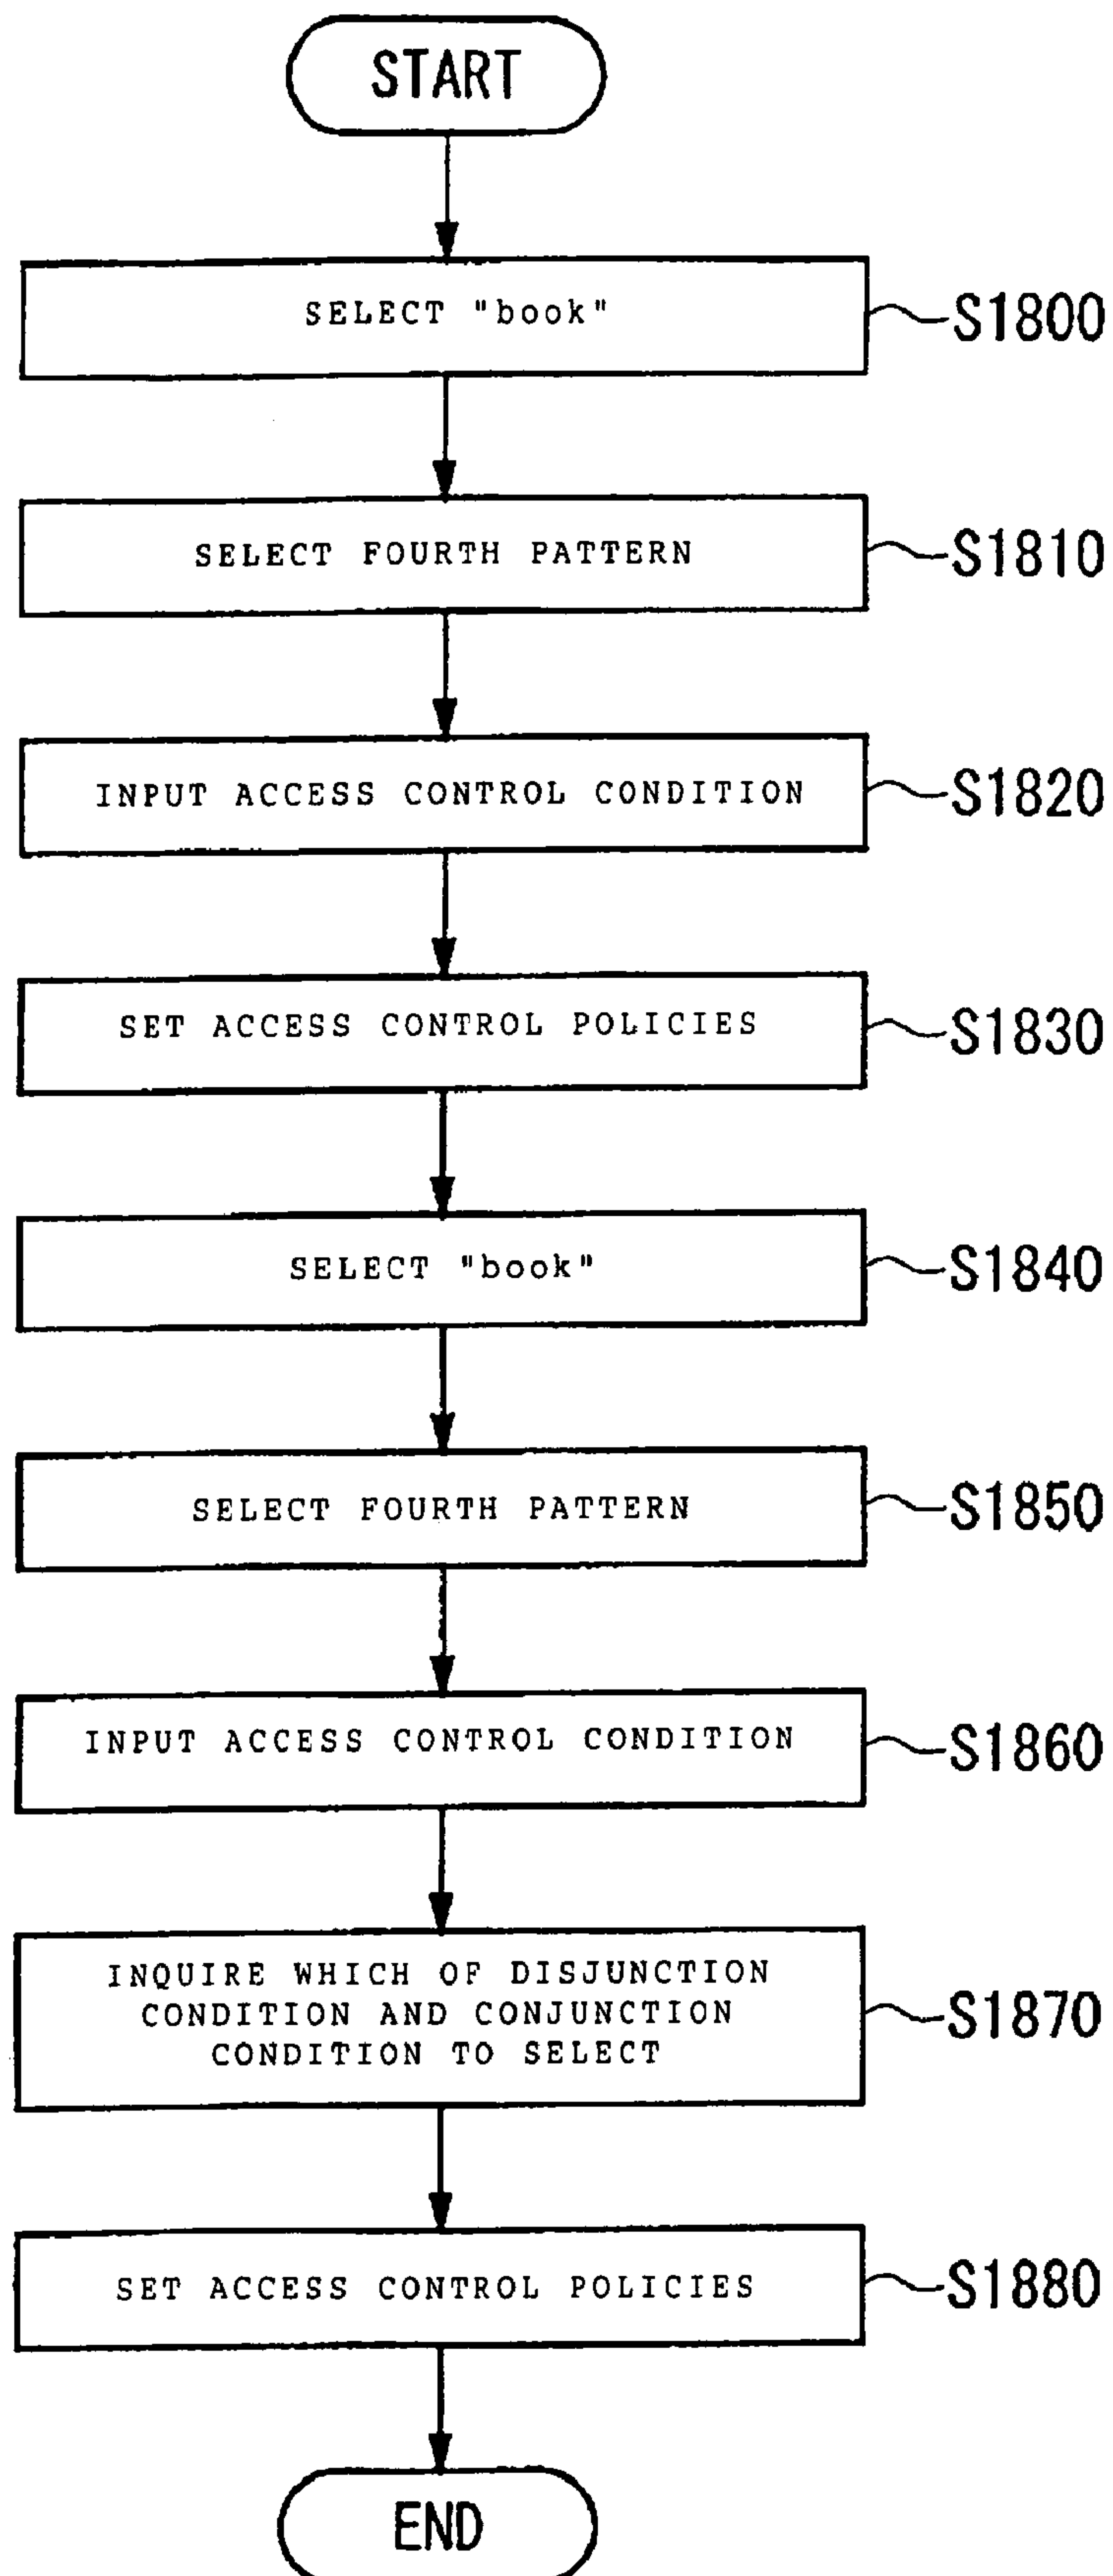 START
SELECT "book"
S1800
SELECT FOURTH PATTERN
S1810
INPUT ACCESS CONTROL CONDITION
S1820
SET ACCESS CONTROL POLICIES
S1830
SELECT "book"
S1840
SELECT FOURTH PATTERN
S1850
INPUT ACCESS CONTROL CONDITION
S1860
INQUIRE WHICH OF DISJUNCTION
CONDITION AND CONJUNCTION
CONDITION TO SELECT
S1870
SET ACCESS CONTROL POLICIES
S1880
END